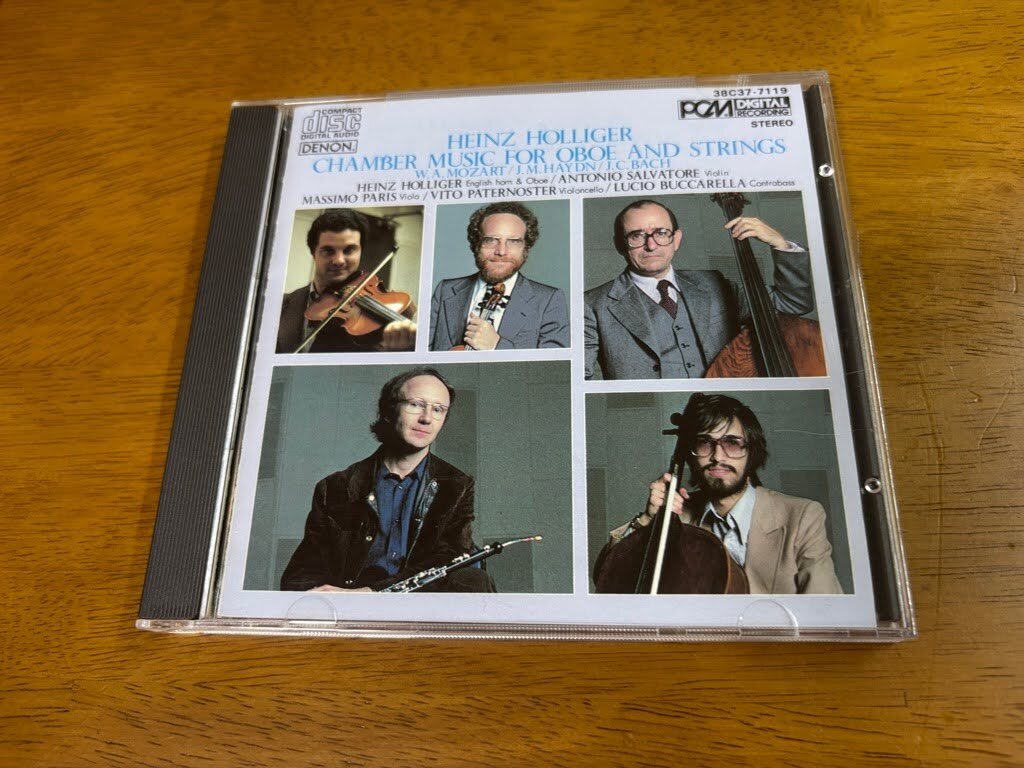 COMPACT
disc
DIGITAL AUDIO
DENON.
38C37-7119
PCM DIGITAL RECORDING
STEREO
HEINZ HOLLIGER
CHAMBER MUSIC FOR OBOE AND STRINGS
W.A.MOZART/J.M.HAYDN/J.C.BACH
HEINZ HOLLIGER English horn & Oboe/ANTONIO SALVATORE Violin
MASSIMO PARIS Viola/VITO PATERNOSTER Violoncello/LUCIO BUCCARELLA Contrabass